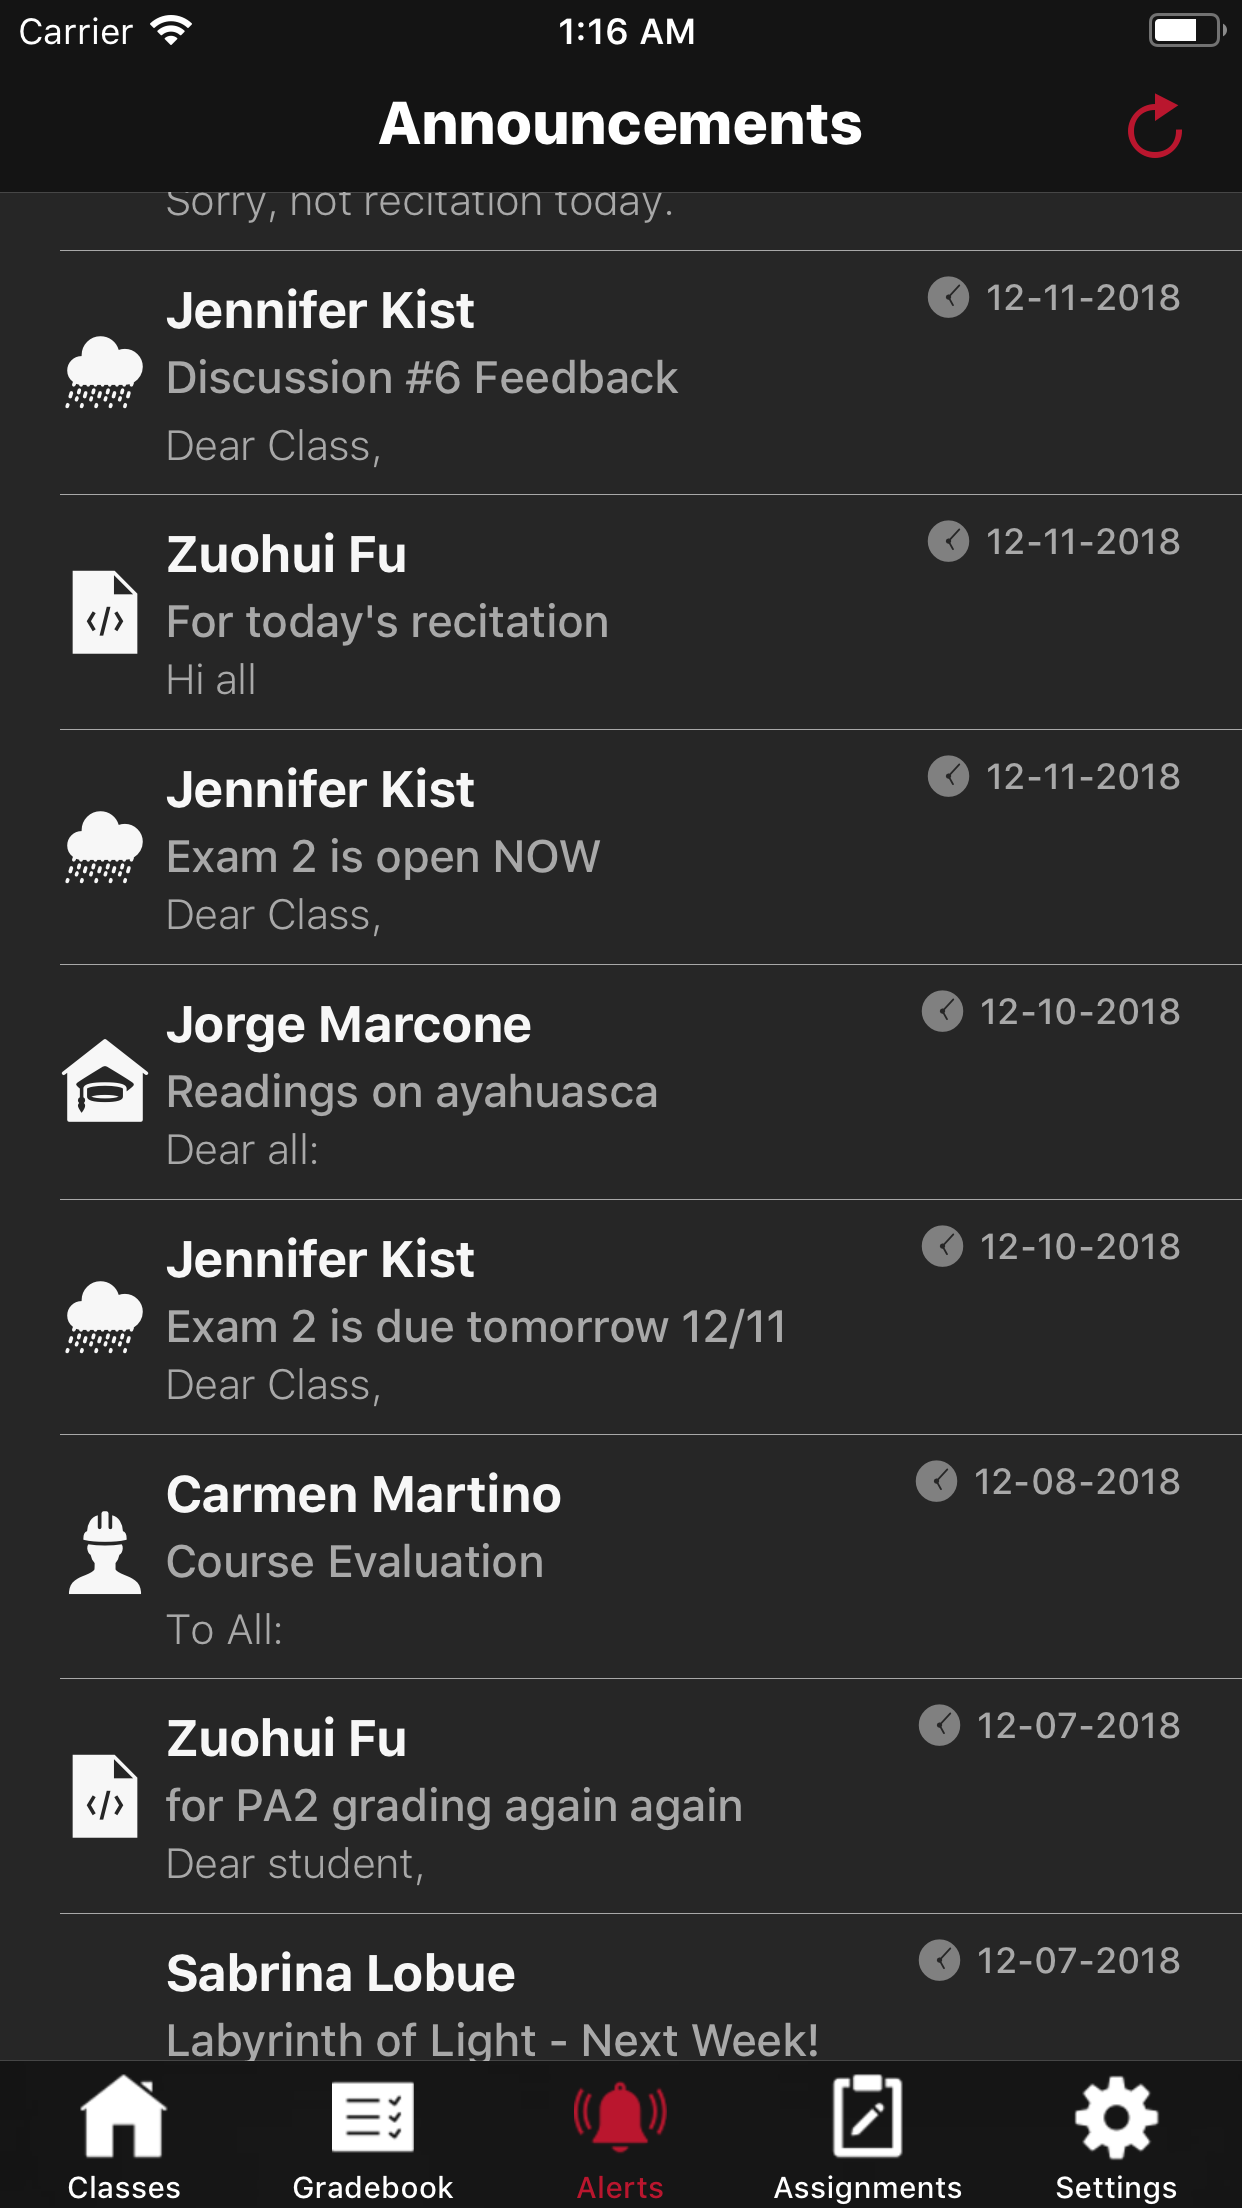 Carrier 1:16 AM
Announcements
Sorry, not recitation today.
Jennifer Kist 12-11-2018
Discussion #6 Feedback
Dear Class,
Zuohui Fu 12-11-2018
</>
For today's recitation
Hi all
Jennifer Kist 12-11-2018
Exam 2 is open NOW
Dear Class,
Jorge Marcone 12-10-2018
Readings on ayahuasca
Dear all:
Jennifer Kist 12-10-2018
Exam 2 is due tomorrow 12/11
Dear Class,
Carmen Martino 12-08-2018
Course Evaluation
To All:
Zuohui Fu 12-07-2018
</>
for PA2 grading again again
Dear student,
Sabrina Lobue 12-07-2018
Labyrinth of Light - Next Week!
Classes Gradebook Alerts Assignments Settings